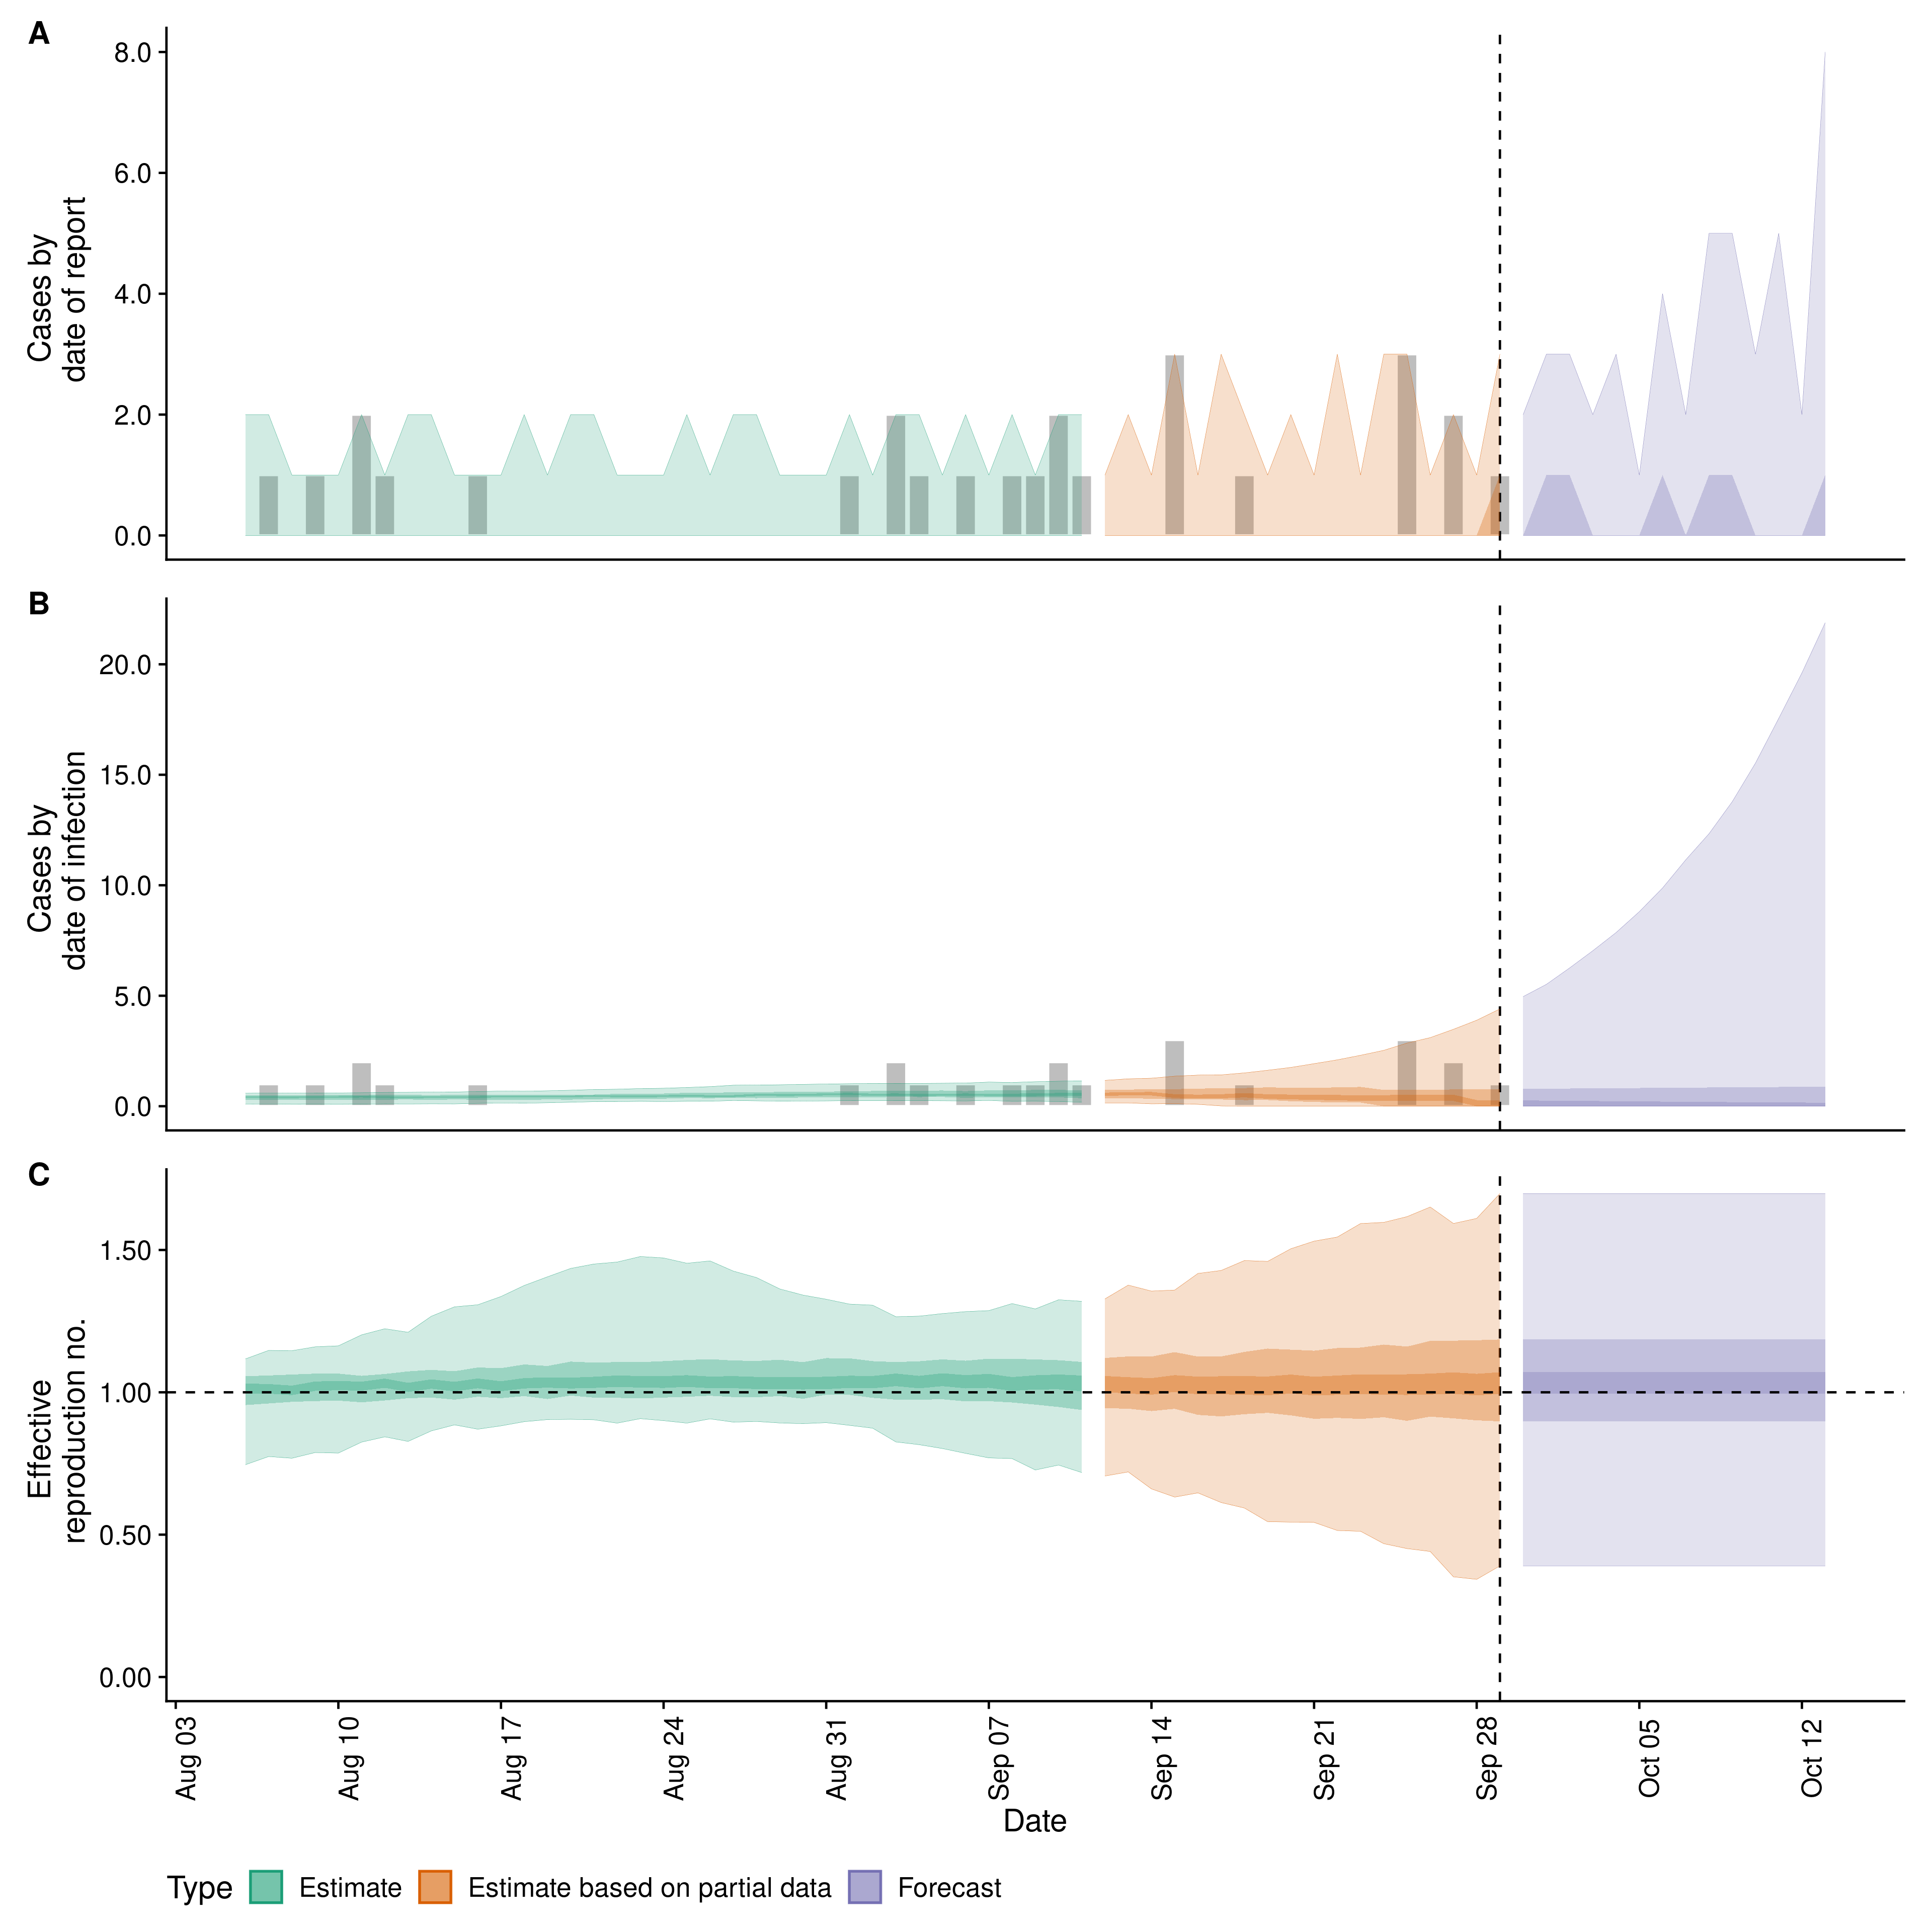 A
8.0
6.0
4.0
2.0
0.0
Cases by
date of report
B
20.0
15.0
10.0
5.0
0.0
Cases by
date of infection
C
1.50
1.00
0.50
0.00
Effective
reproduction no.
Aug 03
Aug 10
Aug 17
Aug 24
Aug 31
Sep 07
Sep 14
Sep 21
Sep 28
Oct 05
Oct 12
Date
Type
Estimate
Estimate based on partial data
Forecast